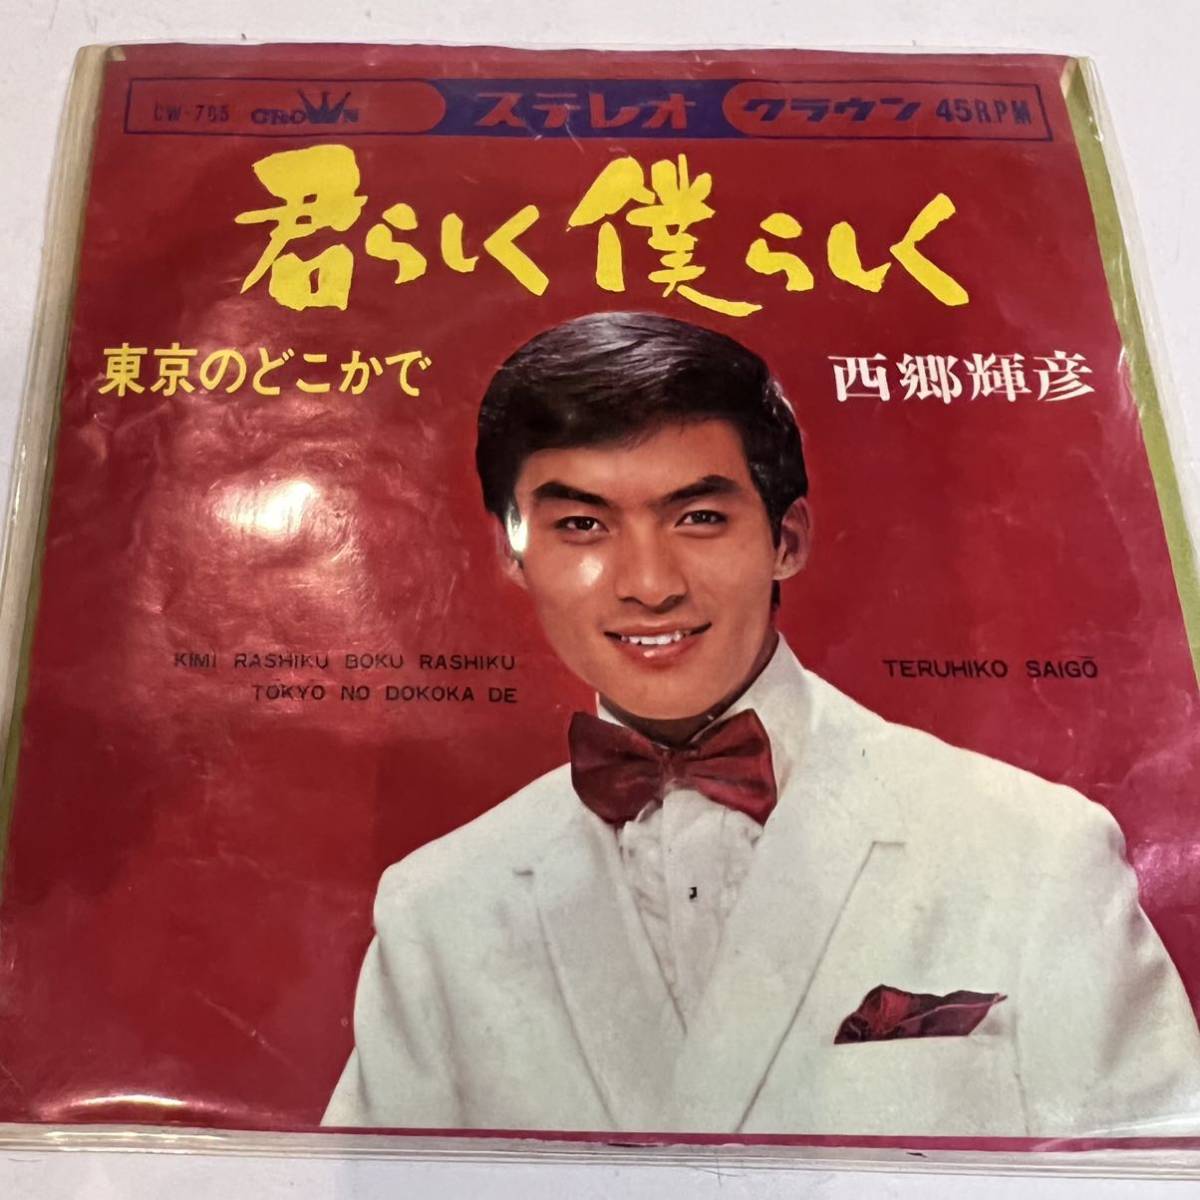 CW-765 CROWN ステレオ クラウン 45RPM
君らしく僕らしく
東京のどこかで
西郷輝彦
KIMI RASHIKU BOKU RASHIKU
TŌKYŌ NO DOKOKA DE
TERUHIKO SAIGŌ